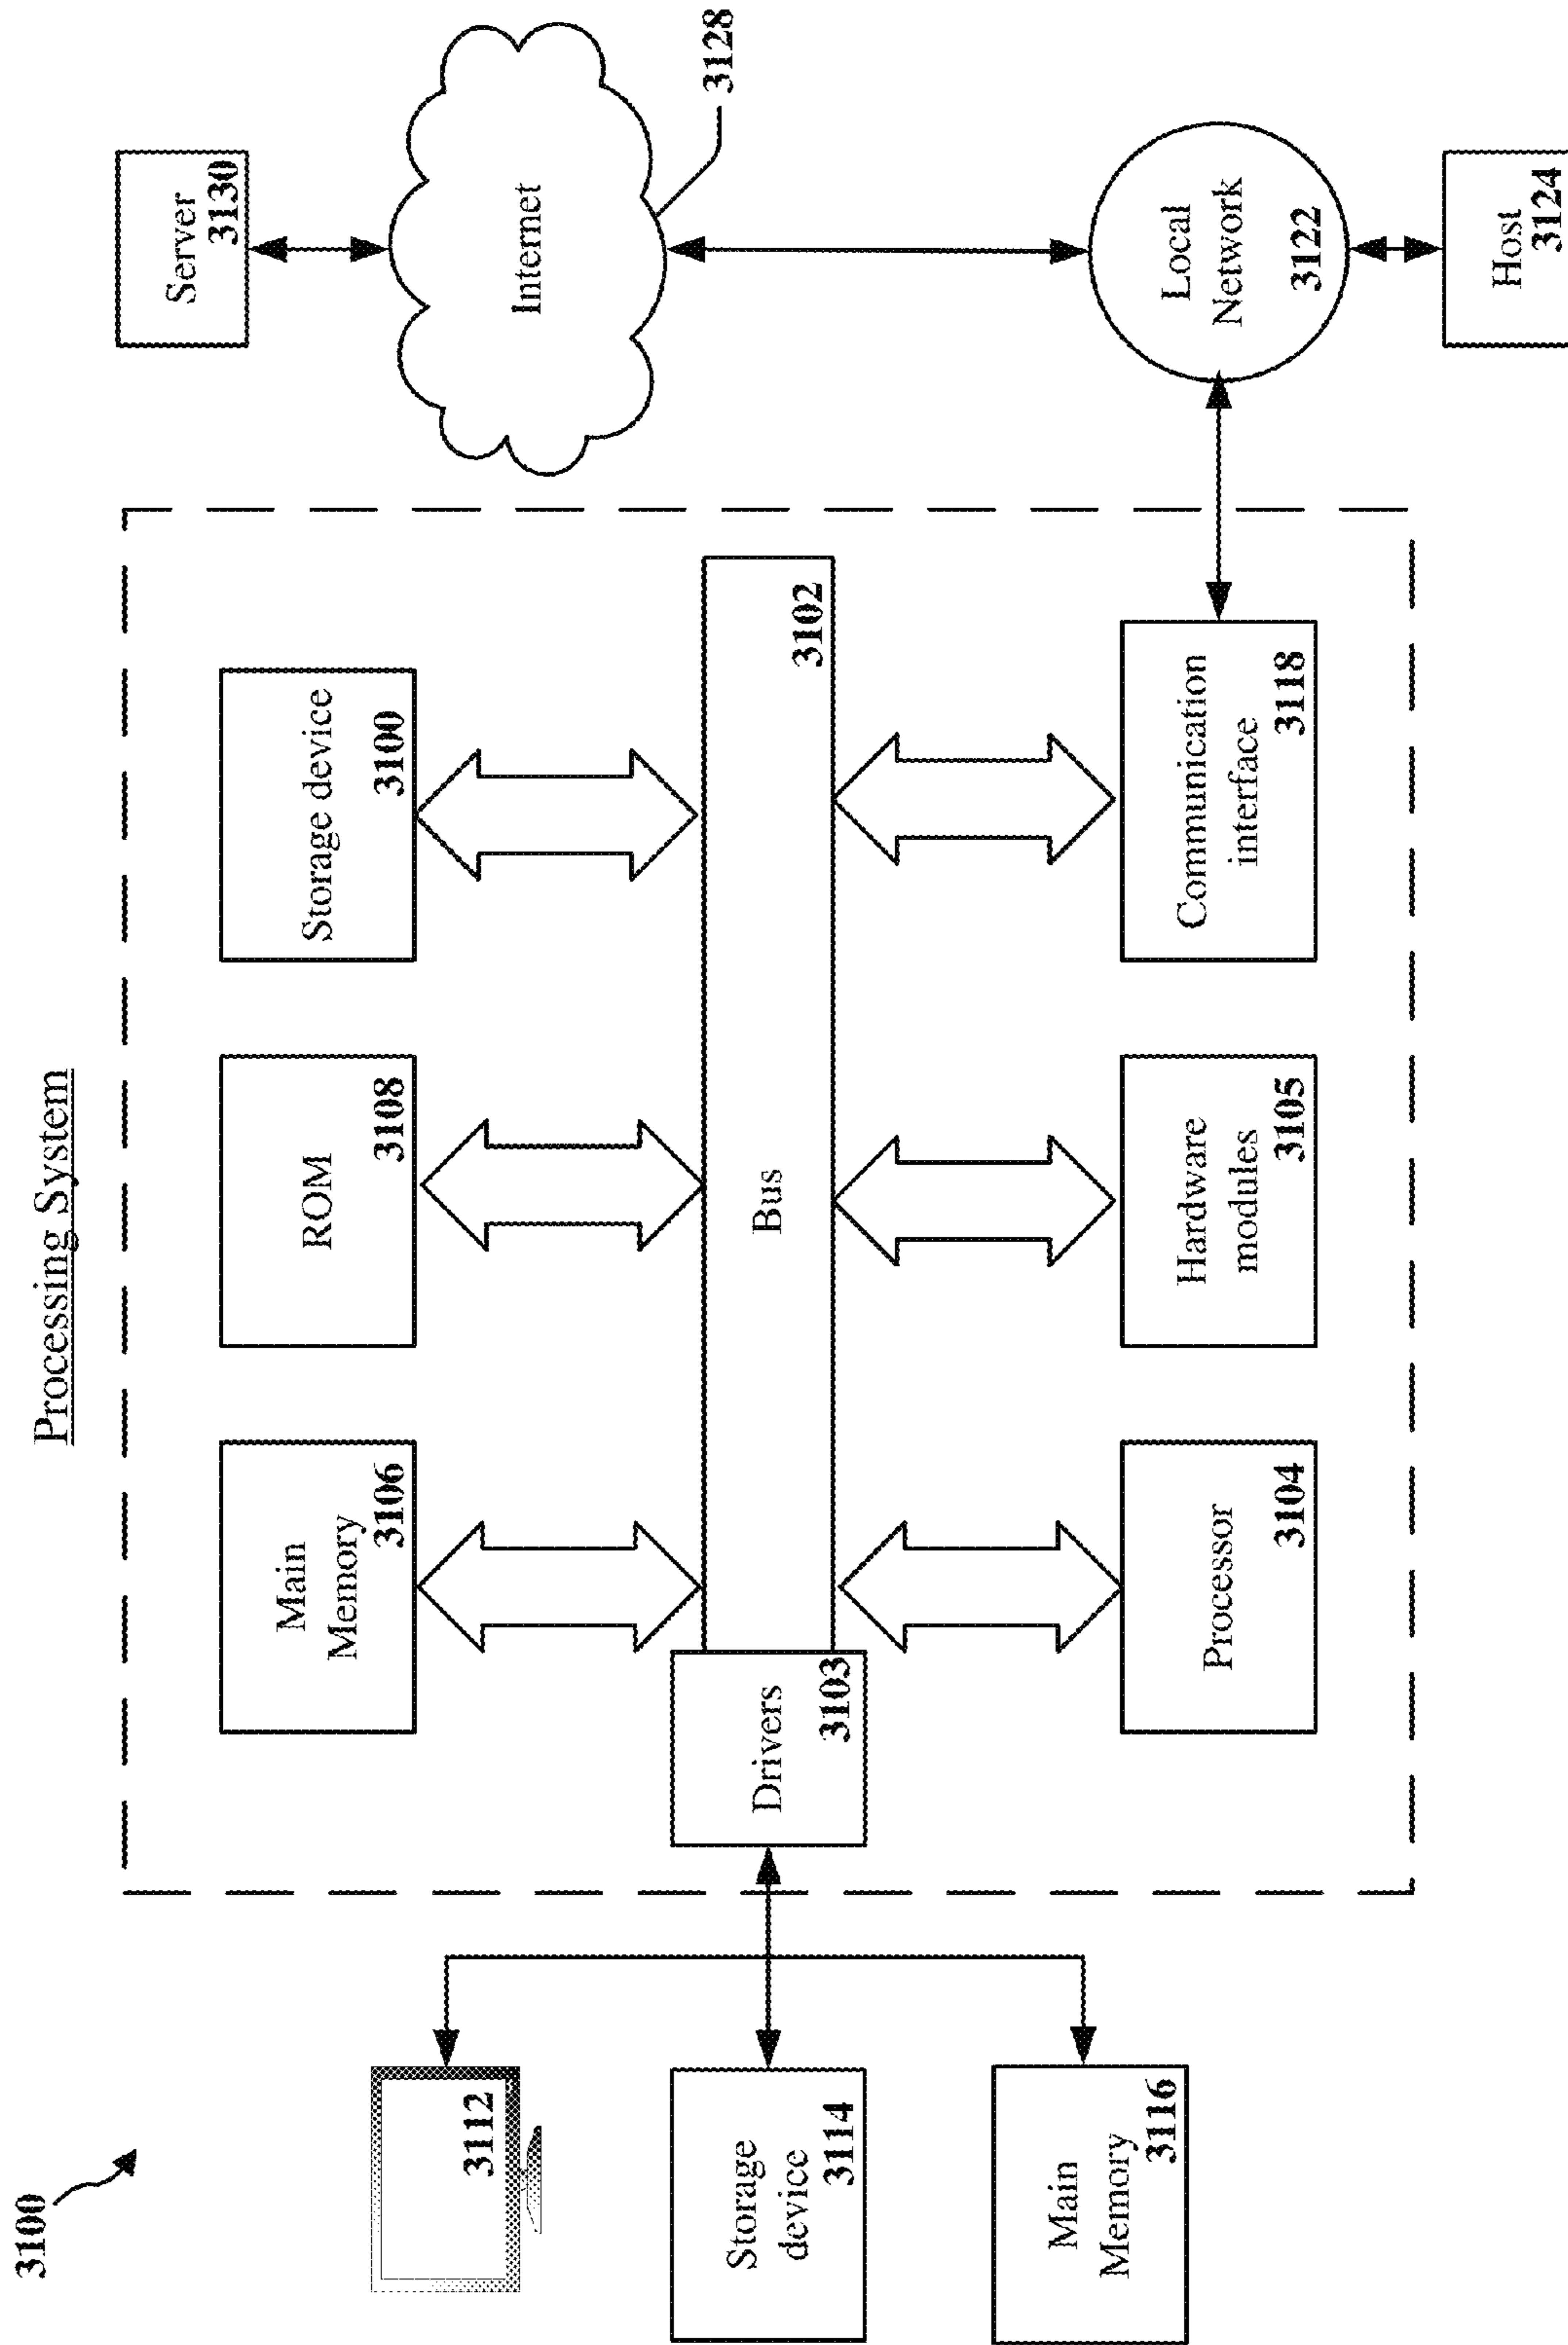 Processing System
3100
3112
Storage
device
3114
Main
Memory
3116
Main
Memory
3106
ROM
3108
Storage device
3100
Drivers
3103
Bus
3102
Processor
3104
Hardware
modules
3105
Communication
interface
3118
Server
3130
Internet
3128
Local
Network
3122
Host
3124